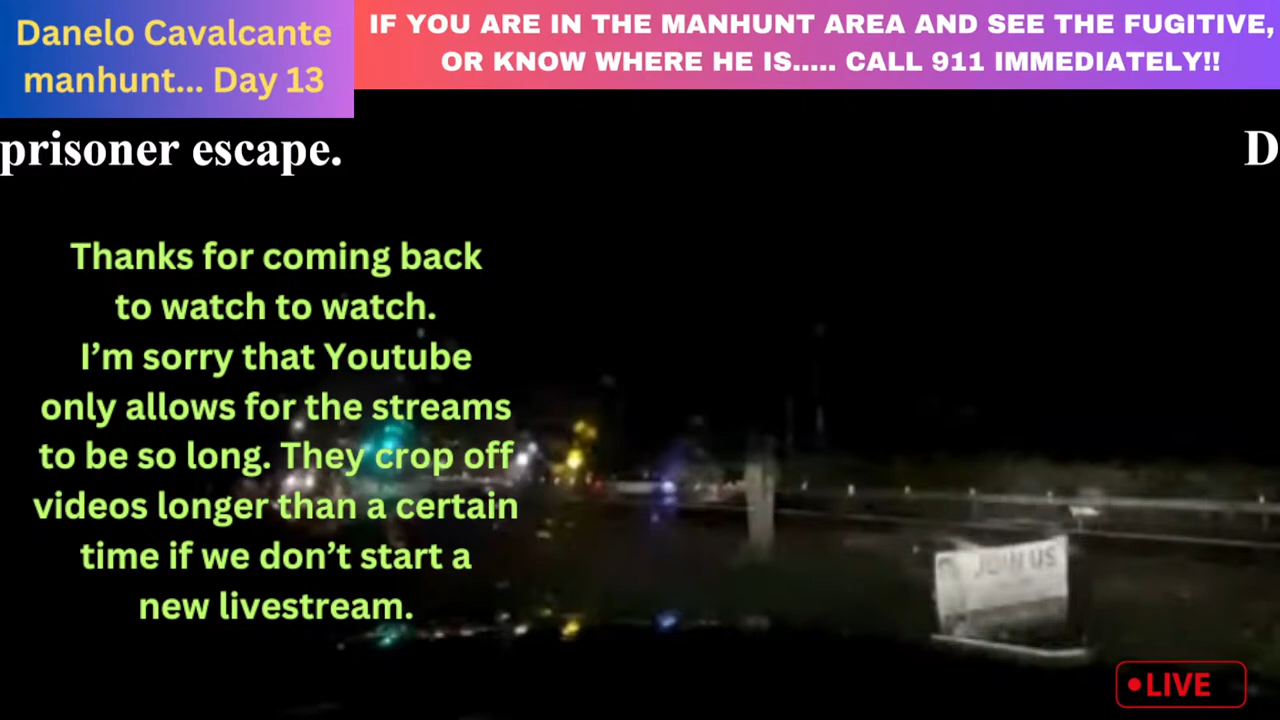 Danelo Cavalcante
manhunt... Day 13
IF YOU ARE IN THE MANHUNT AREA AND SEE THE FUGITIVE,
OR KNOW WHERE HE IS..... CALL 911 IMMEDIATELY!!
prisoner escape.
D
Thanks for coming back
to watch to watch.
I’m sorry that Youtube
only allows for the streams
to be so long. They crop off
videos longer than a certain
time if we don’t start a
new livestream.
JOIN US
LIVE